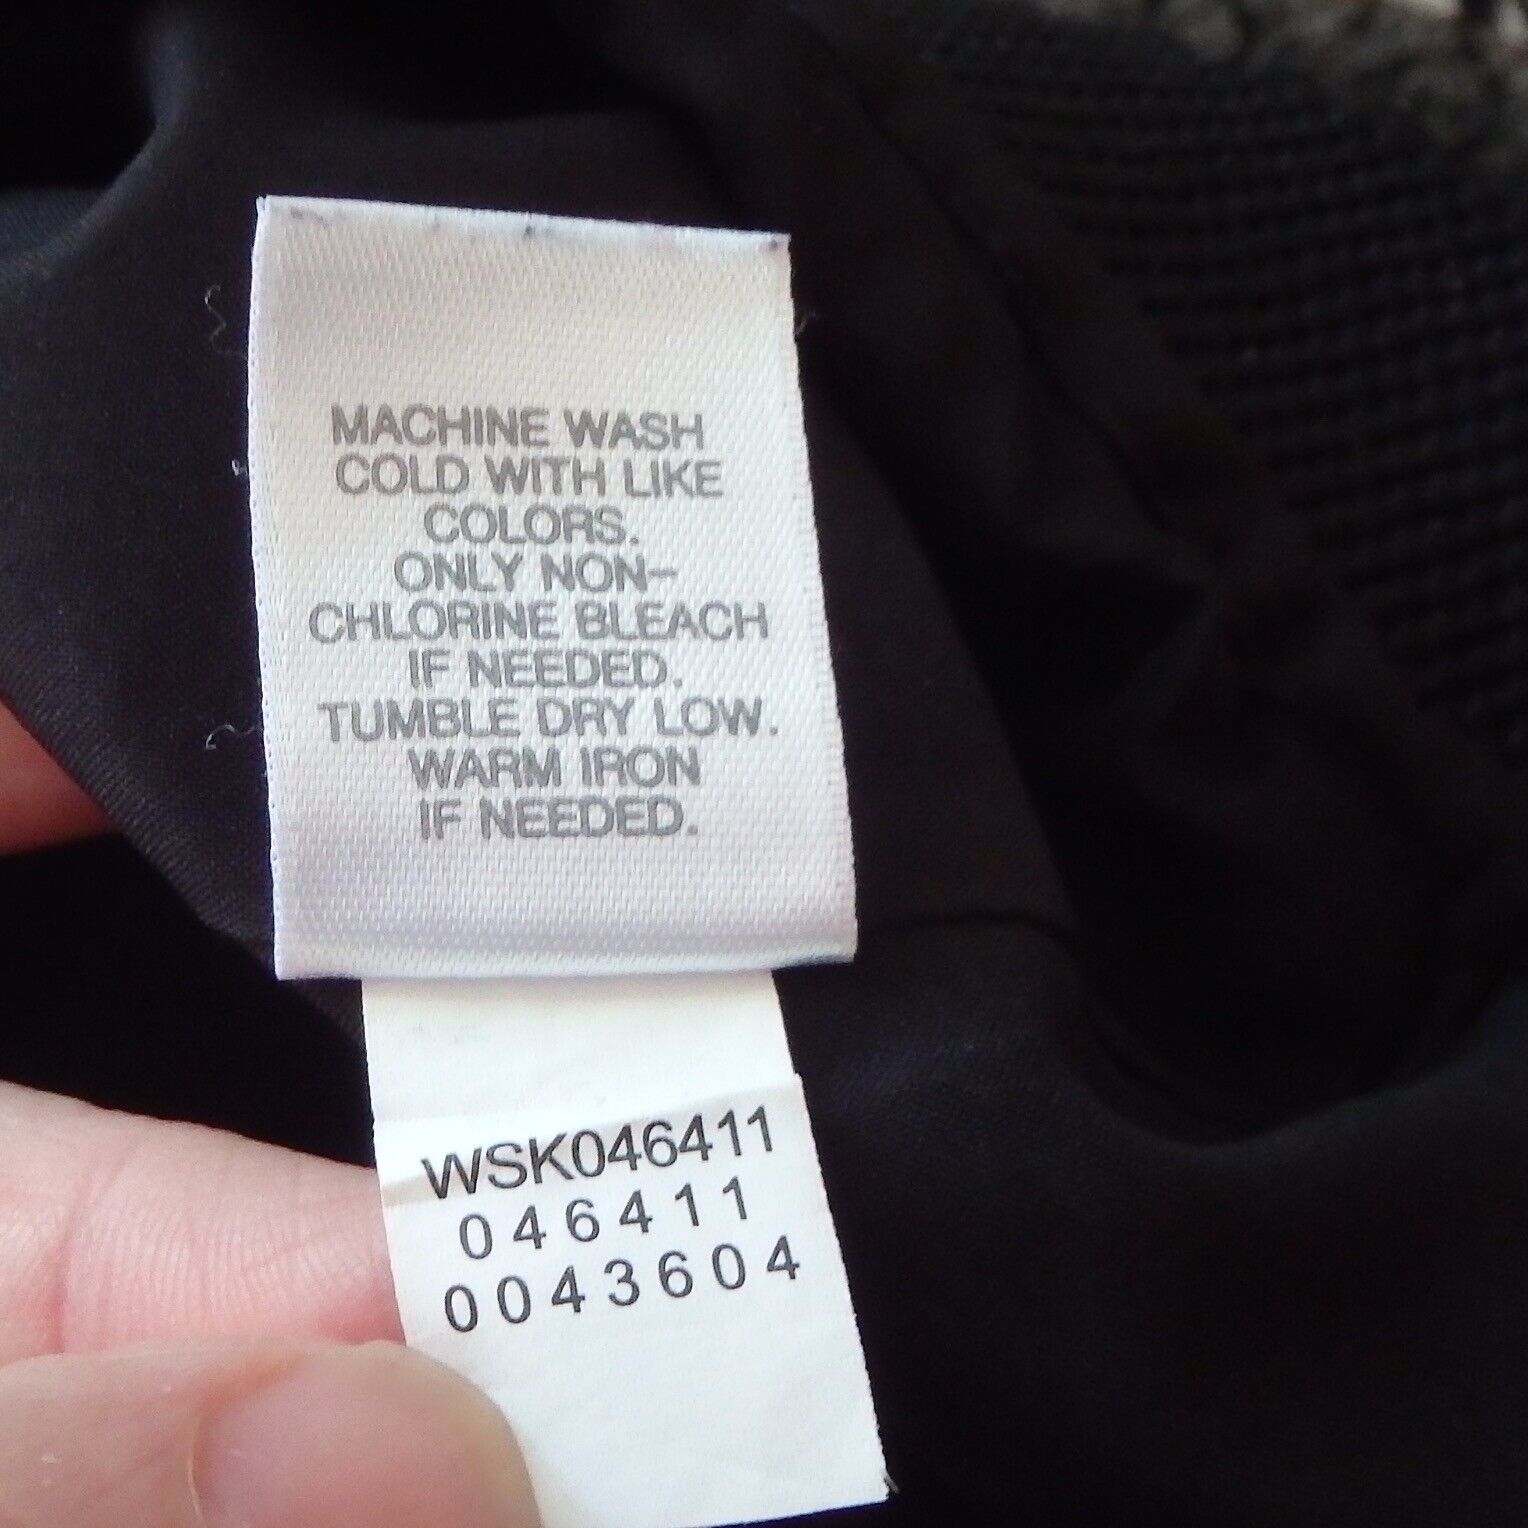 MACHINE WASH
COLD WITH LIKE
COLORS.
ONLY NON-
CHLORINE BLEACH
IF NEEDED.
TUMBLE DRY LOW.
WARM IRON
IF NEEDED.
WSK046411
046411
0043604